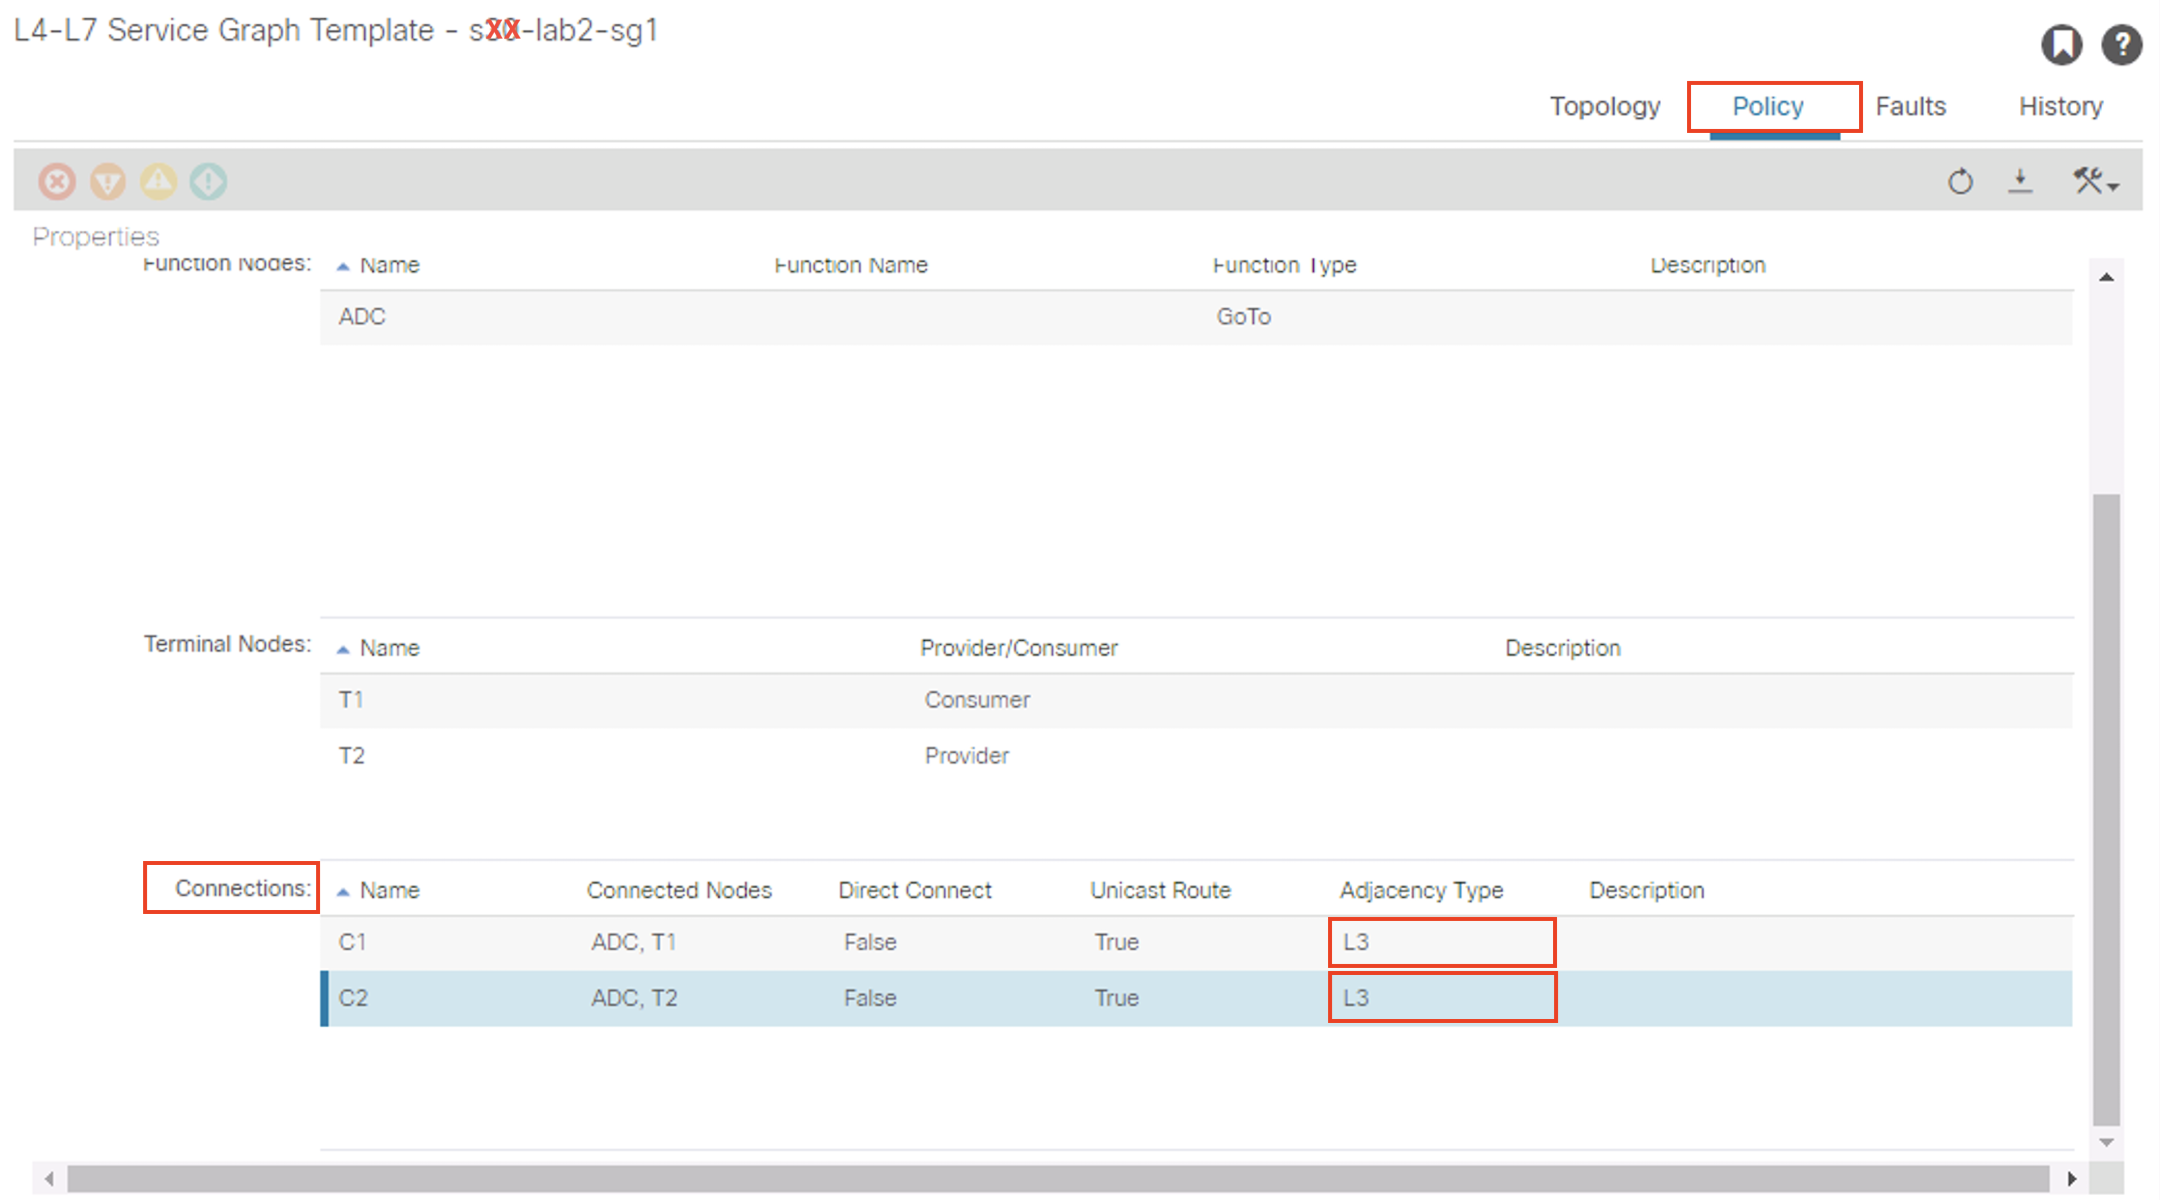 L4-L7 Service Graph Template - sXX-lab2-sg1
Topology Policy Faults History
Properties
Function Nodes: Name Function Name Function Type Description
ADC GoTo
Terminal Nodes: Name Provider/Consumer Description
T1 Consumer
T2 Provider
Connections: Name Connected Nodes Direct Connect Unicast Route Adjacency Type Description
C1 ADC, T1 False True L3
C2 ADC, T2 False True L3